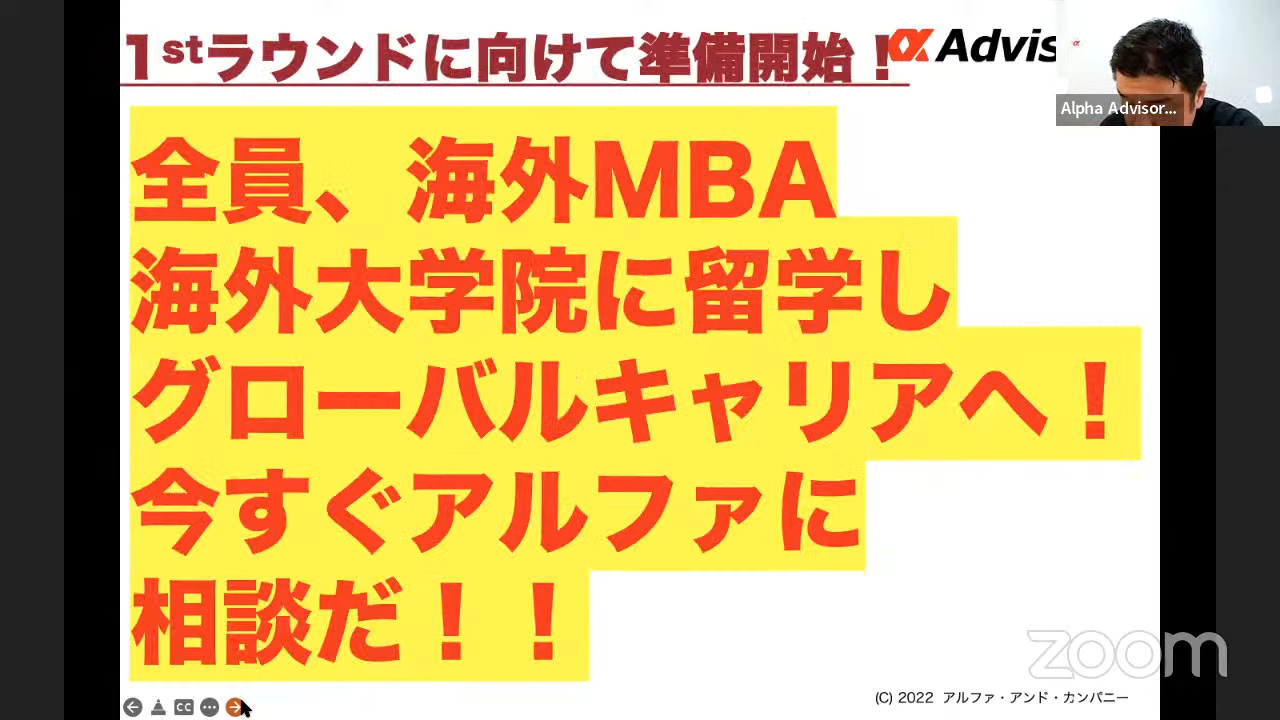 1stラウンドに向けて準備開始！
α Advis
Alpha Advisor...
全員、海外MBA
海外大学院に留学し
グローバルキャリアへ！
今すぐアルファに
相談だ！！
zoom
CC
(C) 2022 アルファ・アンド・カンパニー